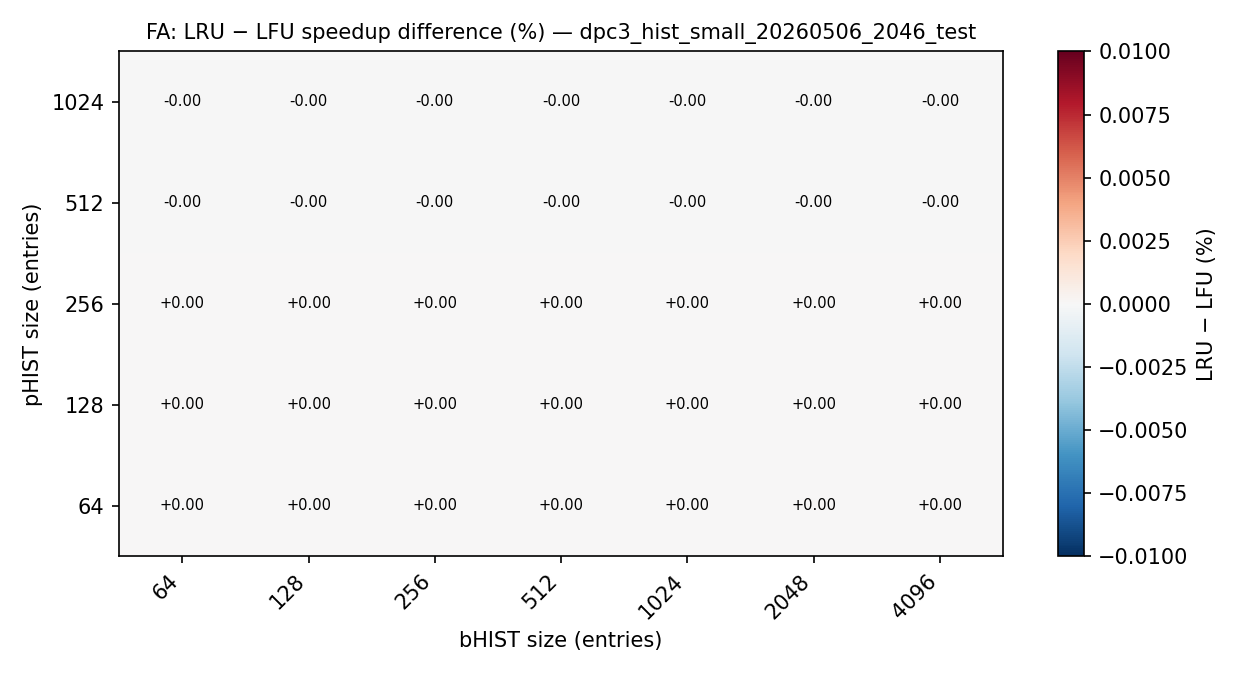 FA: LRU − LFU speedup difference (%) — dpc3_hist_small_20260506_2046_test
pHIST size (entries)
1024 -0.00 -0.00 -0.00 -0.00 -0.00 -0.00 -0.00
512 -0.00 -0.00 -0.00 -0.00 -0.00 -0.00 -0.00
256 +0.00 +0.00 +0.00 +0.00 +0.00 +0.00 +0.00
128 +0.00 +0.00 +0.00 +0.00 +0.00 +0.00 +0.00
64 +0.00 +0.00 +0.00 +0.00 +0.00 +0.00 +0.00
64 128 256 512 1024 2048 4096
bHIST size (entries)
0.0100
0.0075
0.0050
0.0025
0.0000
−0.0025
−0.0050
−0.0075
−0.0100
LRU − LFU (%)